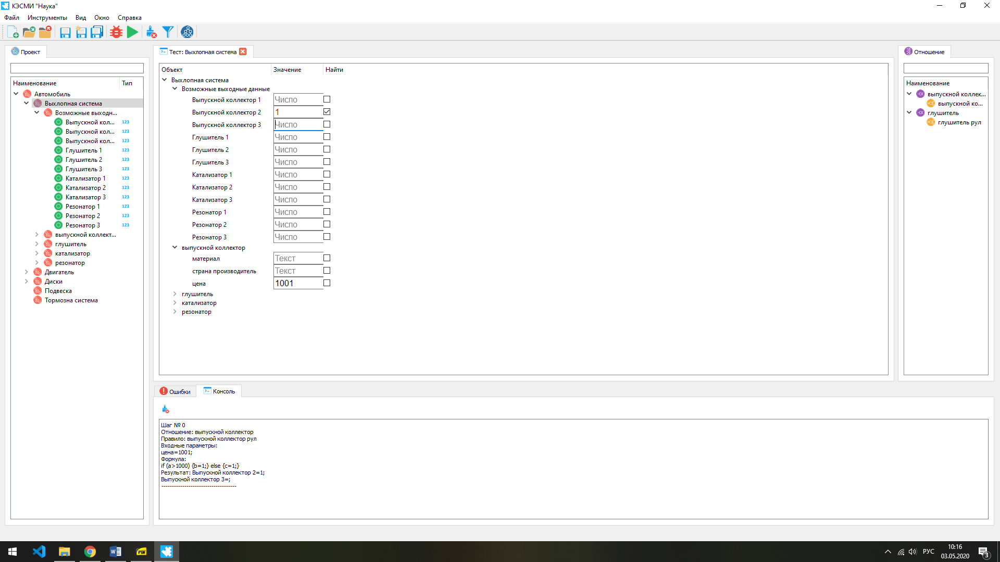 КЭСМИ "Наука"
Файл Инструменты Вид Окно Справка
Проект
Наименование Тип
Автомобиль
Выхлопная система
Возможные выходн...
Выпускной кол... 123
Выпускной кол... 123
Выпускной кол... 123
Глушитель 1 123
Глушитель 2 123
Глушитель 3 123
Катализатор 1 123
Катализатор 2 123
Катализатор 3 123
Резонатор 1 123
Резонатор 2 123
Резонатор 3 123
выпускной коллект...
глушитель
катализатор
резонатор
Двигатель
Диски
Подвеска
Тормозна система
Тест: Выхлопная система
Объект Значение Найти
Выхлопная система
Возможные выходные данные
Выпускной коллектор 1 Число
Выпускной коллектор 2 1
Выпускной коллектор 3 Число
Глушитель 1 Число
Глушитель 2 Число
Глушитель 3 Число
Катализатор 1 Число
Катализатор 2 Число
Катализатор 3 Число
Резонатор 1 Число
Резонатор 2 Число
Резонатор 3 Число
выпускной коллектор
материал Текст
страна производитель Текст
цена 1001
глушитель
катализатор
резонатор
Отношение
Наименование
выпускной коллек...
выпускной ко...
глушитель
глушитель рул
Ошибки Консоль
Шаг № 0
Отношение: выпускной коллектор
Правило: выпускной коллектор рул
Входные параметры:
цена=1001;
Формула:
if (a>1000) {b=1;} else {c=1;}
Результат: Выпускной коллектор 2=1;
Выпускной коллектор 3=;
------------------------------------
PDF
РУС
10:16
03.05.2020
3